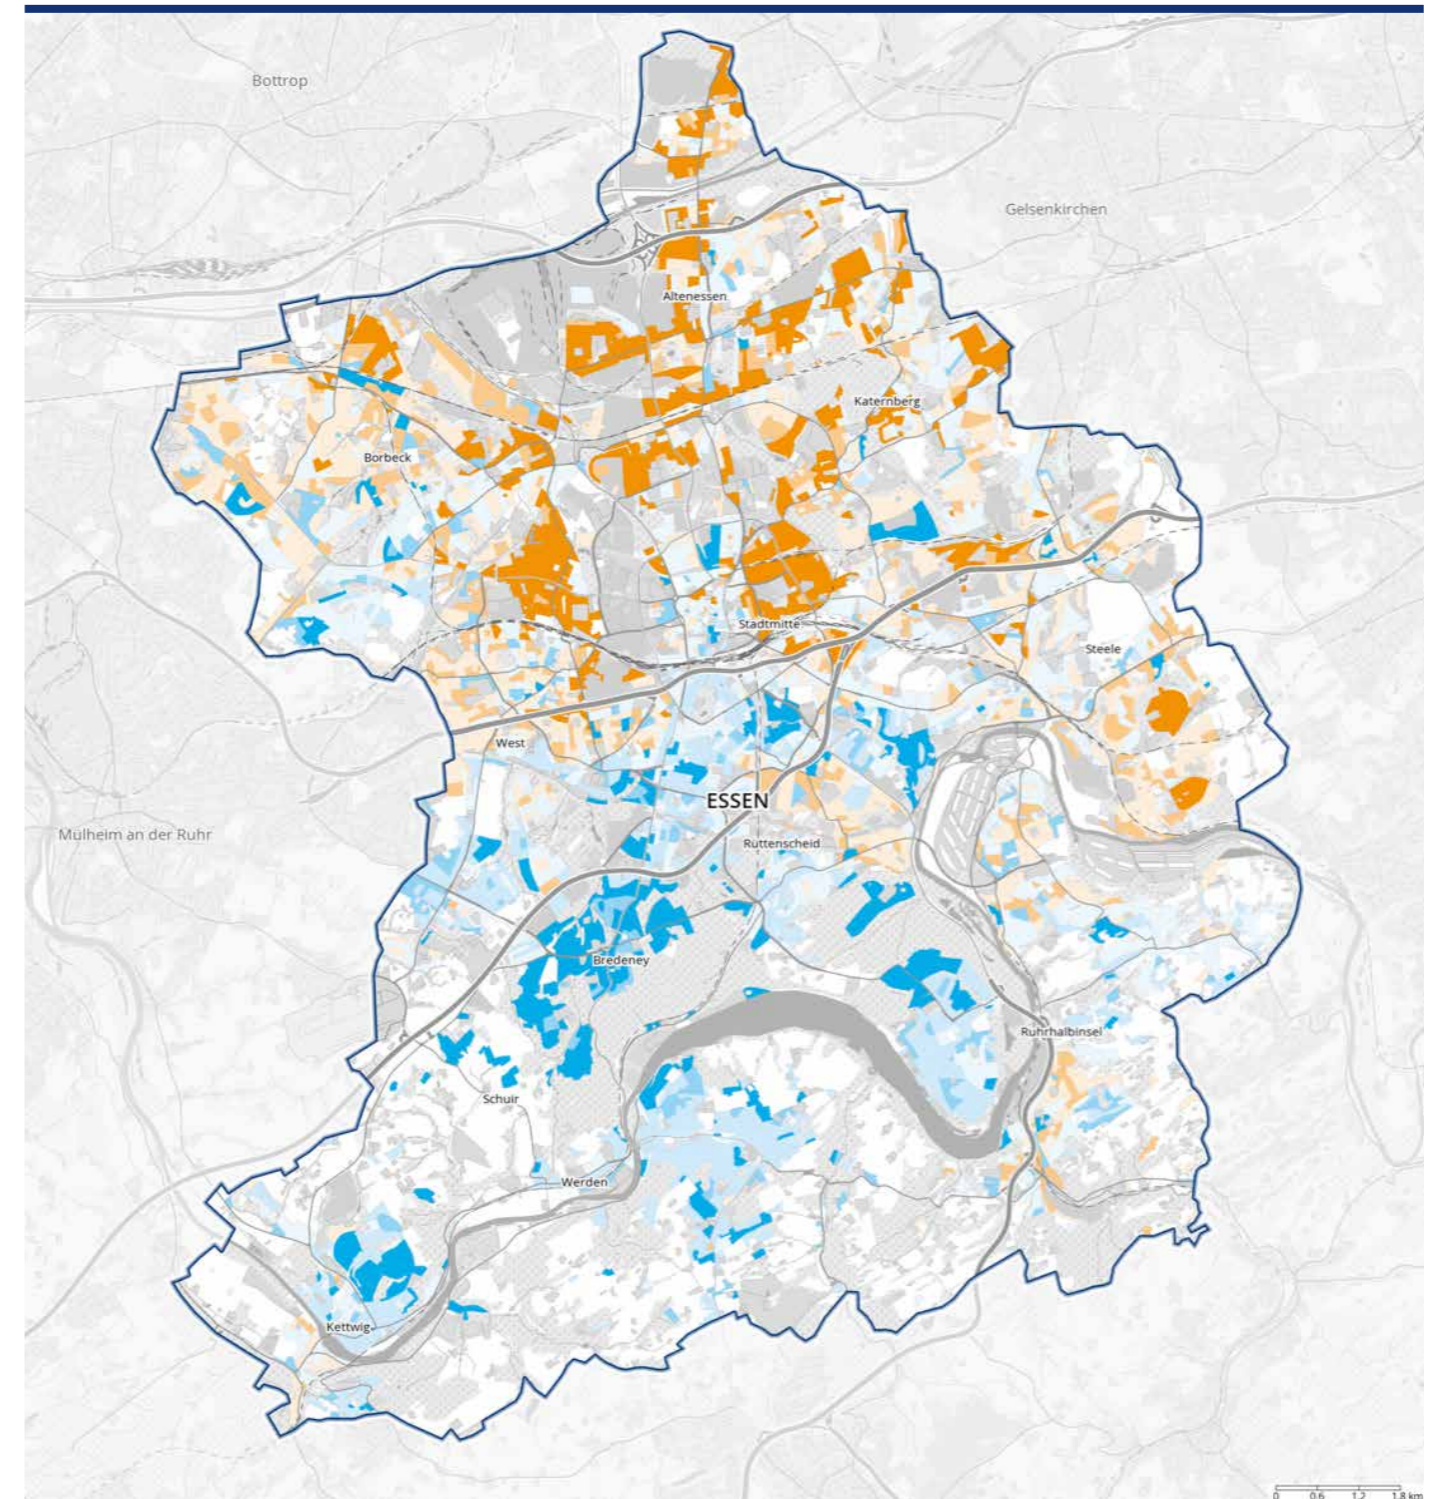 Bottrop
Gelsenkirchen
Altenessen
Katernberg
Borbeck
Stadtmitte
Steele
West
ESSEN
Mülheim an der Ruhr
Rüttenscheid
Bredeney
Ruhrhalbinsel
Schuir
Werden
Kettwig
0 0.6 1.2 1.8 km